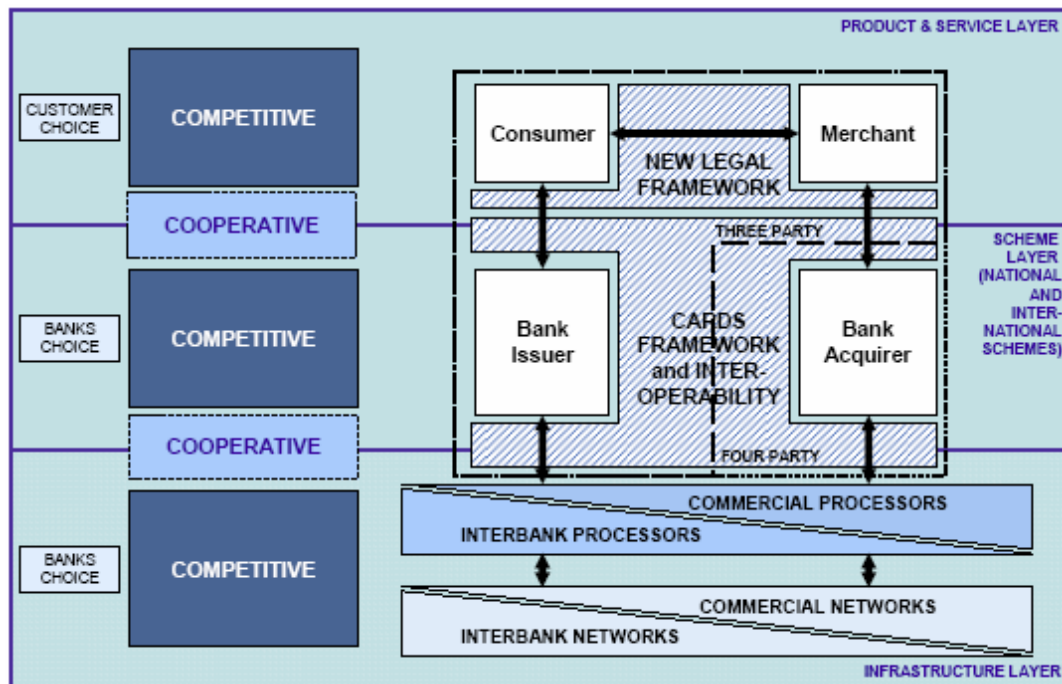 PRODUCT & SERVICE LAYER
CUSTOMER
CHOICE
COMPETITIVE
Consumer
Merchant
NEW LEGAL
FRAMEWORK
COOPERATIVE
THREE PARTY
SCHEME
LAYER
(NATIONAL
AND
INTER-
NATIONAL
SCHEMES)
BANKS
CHOICE
COMPETITIVE
Bank
Issuer
CARDS
FRAMEWORK
and INTER-
OPERABILITY
Bank
Acquirer
COOPERATIVE
FOUR PARTY
BANKS
CHOICE
COMPETITIVE
COMMERCIAL PROCESSORS
INTERBANK PROCESSORS
COMMERCIAL NETWORKS
INTERBANK NETWORKS
INFRASTRUCTURE LAYER